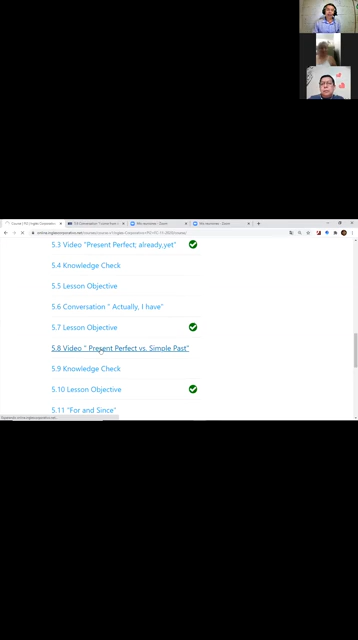 5.3 Video "Present Perfect; already,yet"
5.4 Knowledge Check
5.5 Lesson Objective
5.6 Conversation " Actually, I have"
5.7 Lesson Objective
5.8 Video " Present Perfect vs. Simple Past"
5.9 Knowledge Check
5.10 Lesson Objective
5.11 "For and Since"